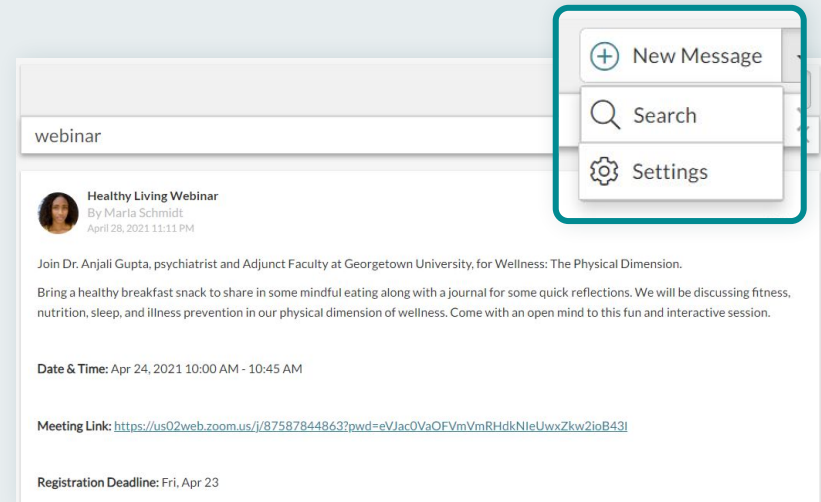 New Message
Search
Settings
webinar
Healthy Living Webinar
By Marla Schmidt
April 28, 2021 11:11 PM
Join Dr. Anjali Gupta, psychiatrist and Adjunct Faculty at Georgetown University, for Wellness: The Physical Dimension.
Bring a healthy breakfast snack to share in some mindful eating along with a journal for some quick reflections. We will be discussing fitness,
nutrition, sleep, and illness prevention in our physical dimension of wellness. Come with an open mind to this fun and interactive session.
Date & Time: Apr 24, 2021 10:00 AM - 10:45 AM
Meeting Link: https://us02web.zoom.us/j/87587844863?pwd=eVJac0VaOFVmVmRHdkNIeUwxZkw2ioB43I
Registration Deadline: Fri, Apr 23